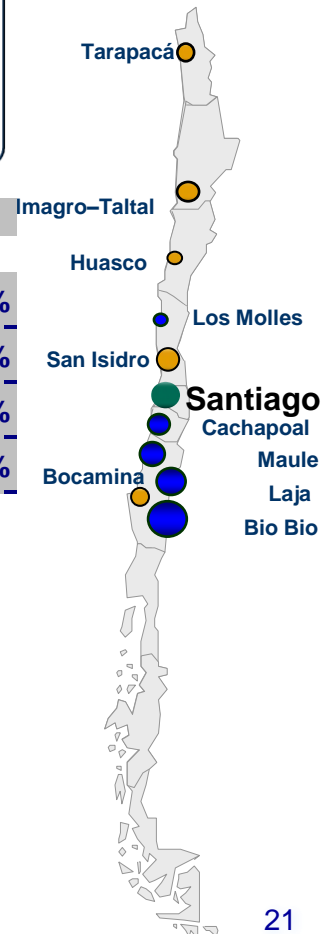 Tarapacá
Imagro–Taltal
Huasco
%
Los Molles
%
San Isidro
Santiago
%
Cachapoal
Maule
%
Bocamina
Laja
Bio Bio
21